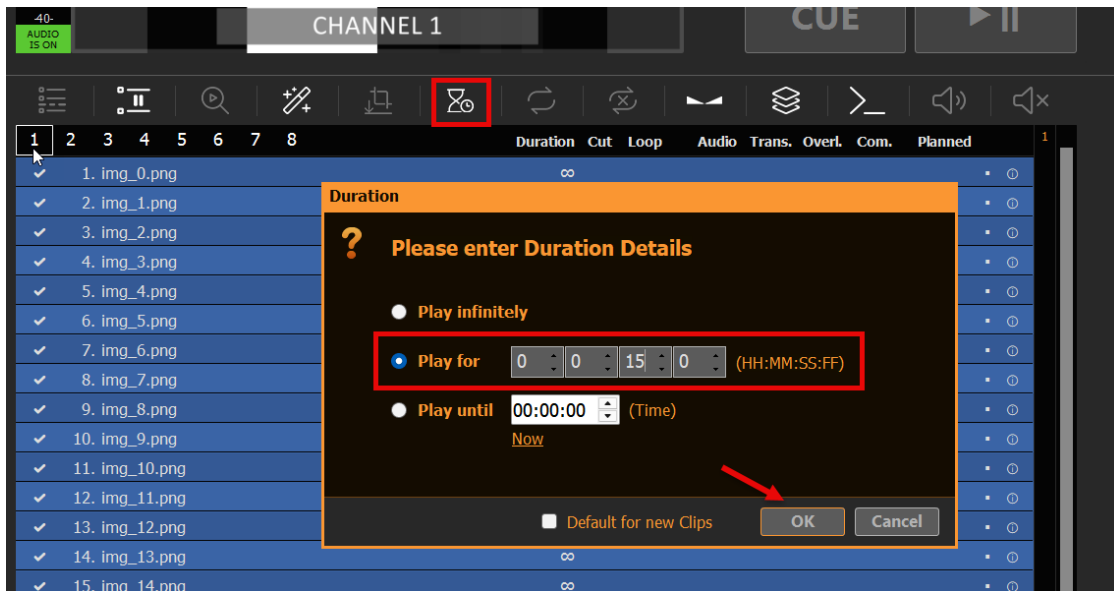 -40-
AUDIO
IS ON
CHANNEL 1
CUE
1 2 3 4 5 6 7 8 Duration Cut Loop Audio Trans. Overl. Com. Planned 1
1. img_0.png ∞
2. img_1.png
3. img_2.png
4. img_3.png
5. img_4.png
6. img_5.png
7. img_6.png
8. img_7.png
9. img_8.png
10. img_9.png
11. img_10.png
12. img_11.png
13. img_12.png
14. img_13.png ∞
15. img_14.png ∞
Duration
? Please enter Duration Details
Play infinitely
Play for 0 0 15 0 (HH:MM:SS:FF)
Play until 00:00:00 (Time)
Now
Default for new Clips OK Cancel